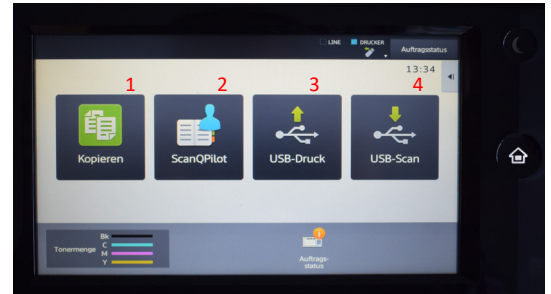 LINE DRUCKER Auftragsstatus
13:34
1 2 3 4
Kopieren ScanQPilot USB-Druck USB-Scan
Tonermenge
Bk
C
M
Y
Auftrags-
status